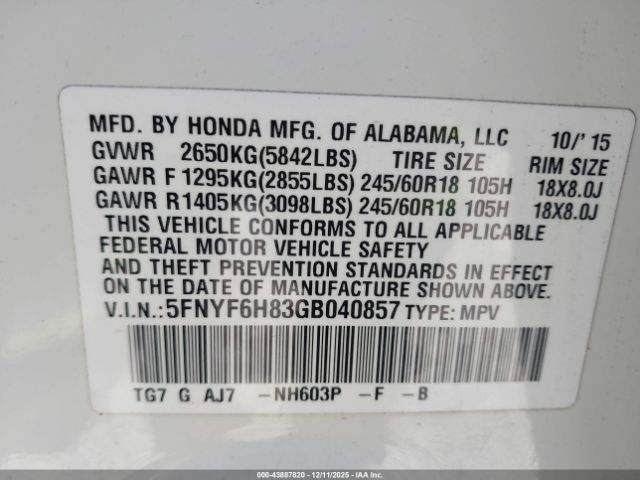 MFD. BY HONDA MFG. OF ALABAMA, LLC 10/'15
GVWR 2650KG(5842LBS) TIRE SIZE RIM SIZE
GAWR F 1295KG(2855LBS) 245/60R18 105H 18X8.0J
GAWR R1405KG(3098LBS) 245/60R18 105H 18X8.0J
THIS VEHICLE CONFORMS TO ALL APPLICABLE
FEDERAL MOTOR VEHICLE SAFETY
AND THEFT PREVENTION STANDARDS IN EFFECT
ON THE DATE OF MANUFACTURE SHOWN ABOVE.
V.I.N.:5FNYF6H83GB040857 TYPE: MPV
TG7 G AJ7 -NH603P -F -B
000-43887820 - 12/11/2025 - IAAI.COM